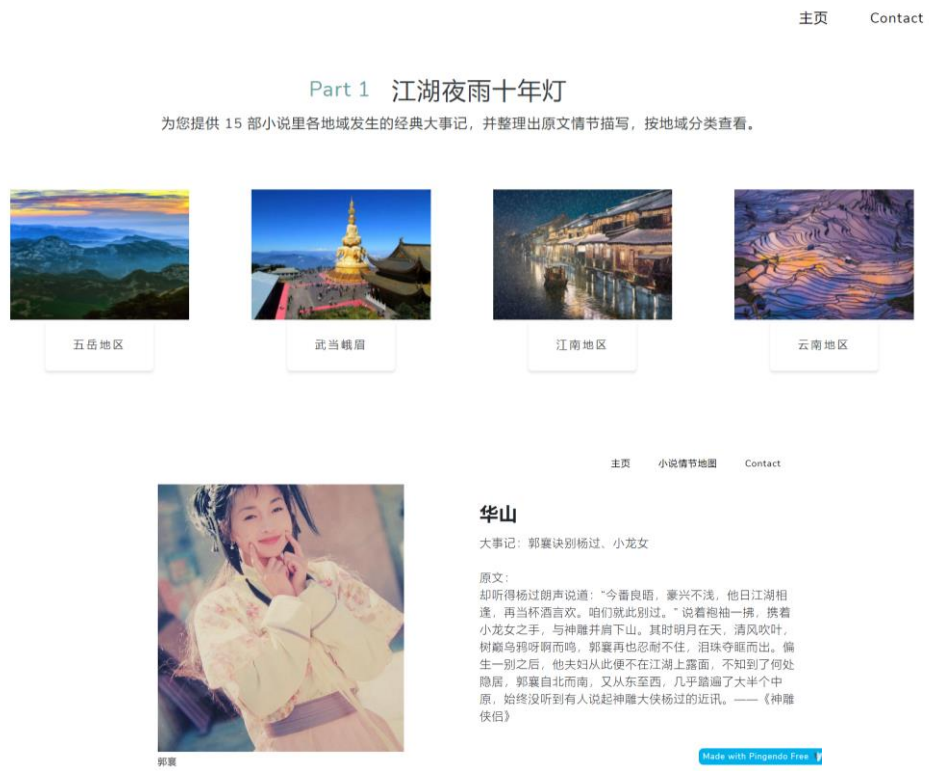 主页 Contact
Part 1 江湖夜雨十年灯
为您提供 15 部小说里各地域发生的经典大事记，并整理出原文情节描写，按地域分类查看。
五岳地区
武当峨眉
江南地区
云南地区
主页 小说情节地图 Contact
华山
大事记：郭襄诀别杨过、小龙女
原文：
却听得杨过朗声说道：“今番良晤，豪兴不浅，他日江湖相
逢，再当杯酒言欢。咱们就此别过。” 说着袍袖一拂，携着
小龙女之手，与神雕并肩下山。其时明月在天，清风吹叶，
树巅乌鸦呀啊而鸣，郭襄再也忍耐不住，泪珠夺眶而出。偏
生一别之后，他夫妇从此便不在江湖上露面，不知到了何处
隐居，郭襄自北而南，又从东至西，几乎踏遍了大半个中
原，始终没听到有人说起神雕大侠杨过的近讯。——《神雕
侠侣》
郭襄
Made with Pingendo Free